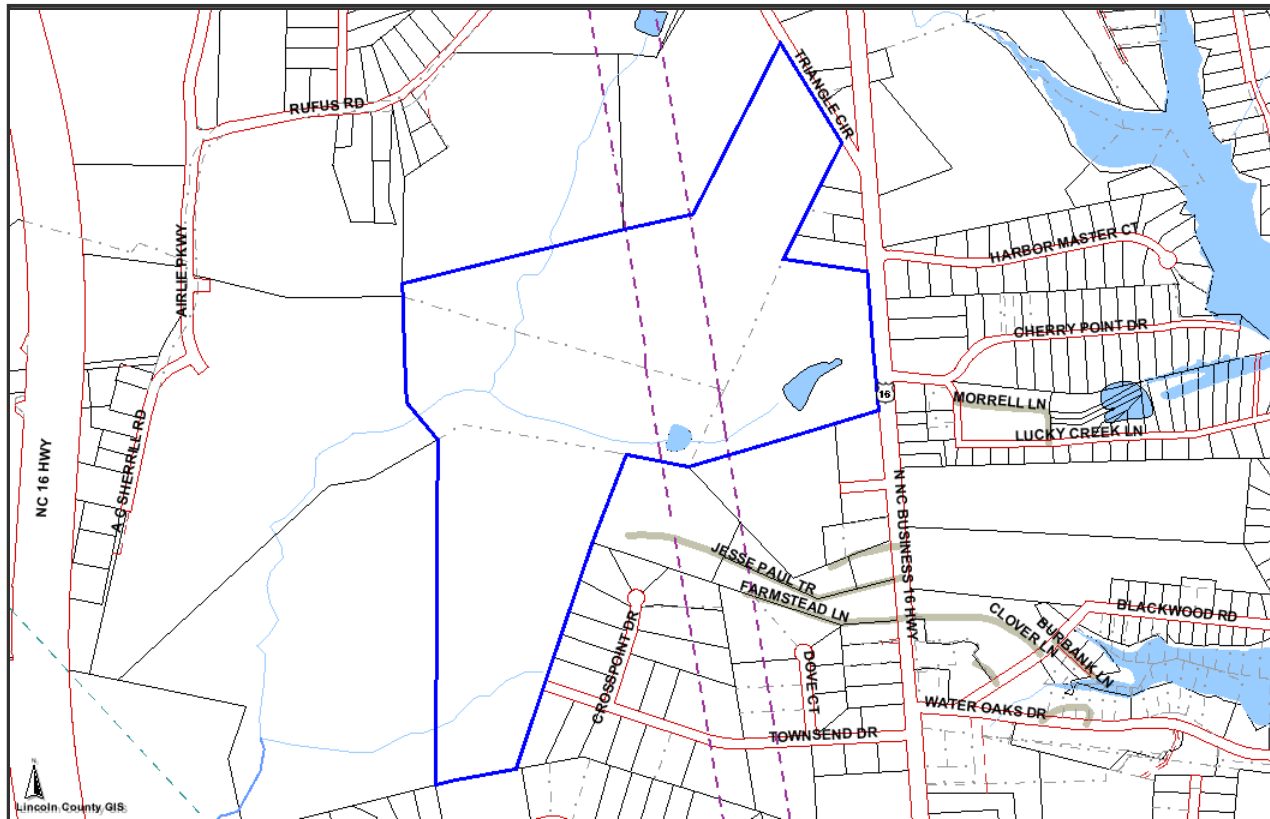 TRIANGLE CIR
RUFUS RD
AIRLIE PKWY
HARBOR MASTER CT
CHERRY POINT DR
16
MORRELL LN
LUCKY CREEK LN
NC 16 HWY
A G SHERRILL RD
N NC BUSINESS 16 HWY
JESSE PAUL TR
FARMSTEAD LN
CLOVER LN
BURBANK LN
BLACKWOOD RD
CROSSPOINT DR
DOVE CT
WATER OAKS DR
TOWNSEND DR
N
Lincoln County GIS